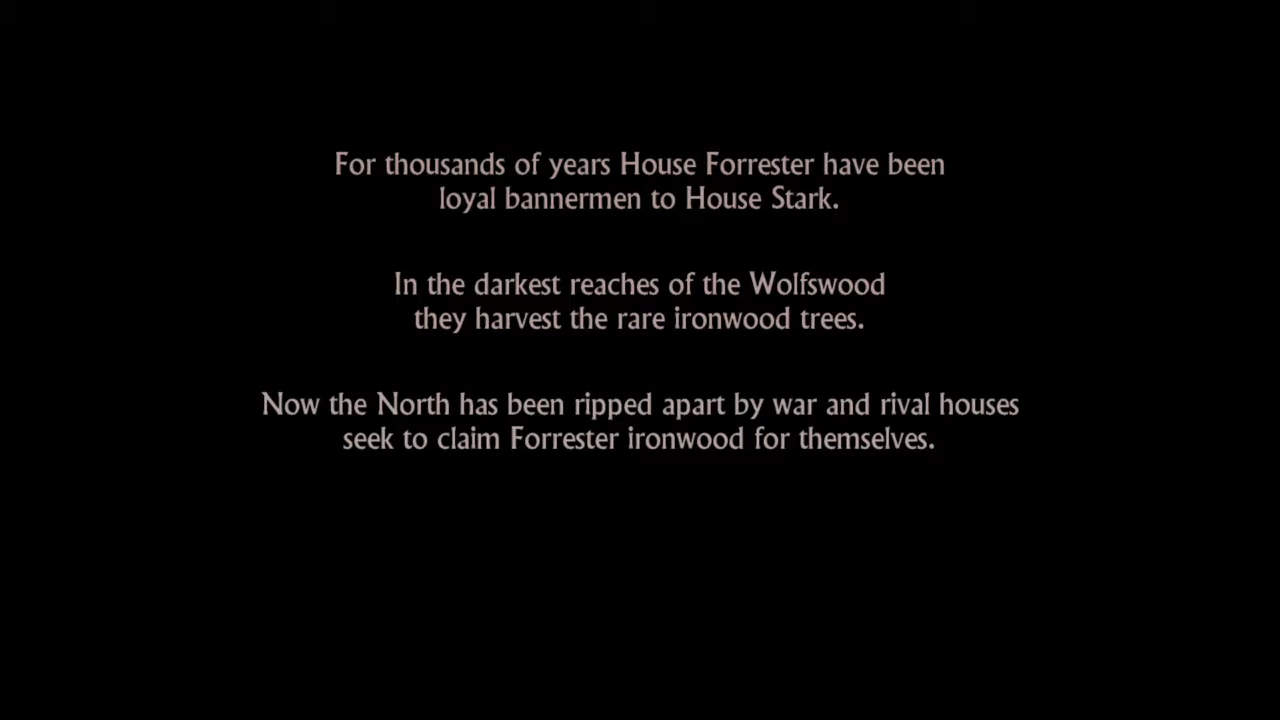 For thousands of years House Forrester have been
loyal bannermen to House Stark.
In the darkest reaches of the Wolfswood
they harvest the rare ironwood trees.
Now the North has been ripped apart by war and rival houses
seek to claim Forrester ironwood for themselves.